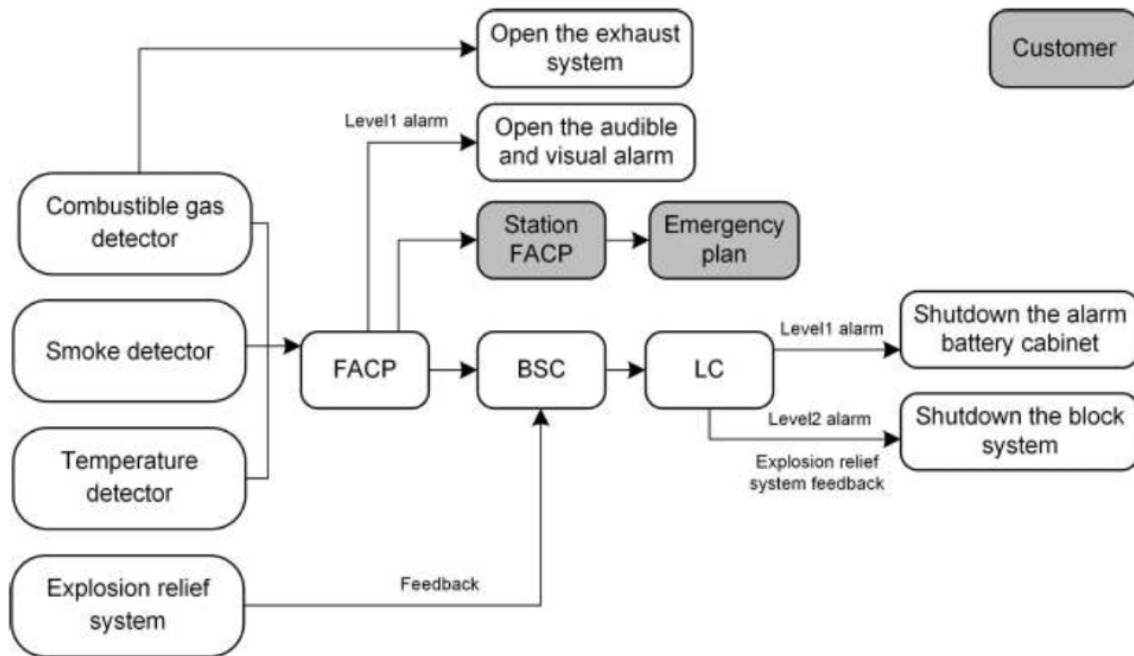 Open the exhaust
system
Customer
Level1 alarm
Open the audible
and visual alarm
Combustible gas
detector
Station
FACP
Emergency
plan
Smoke detector
FACP
BSC
LC
Level1 alarm
Shutdown the alarm
battery cabinet
Level2 alarm
Shutdown the block
system
Explosion relief
system feedback
Temperature
detector
Explosion relief
system
Feedback